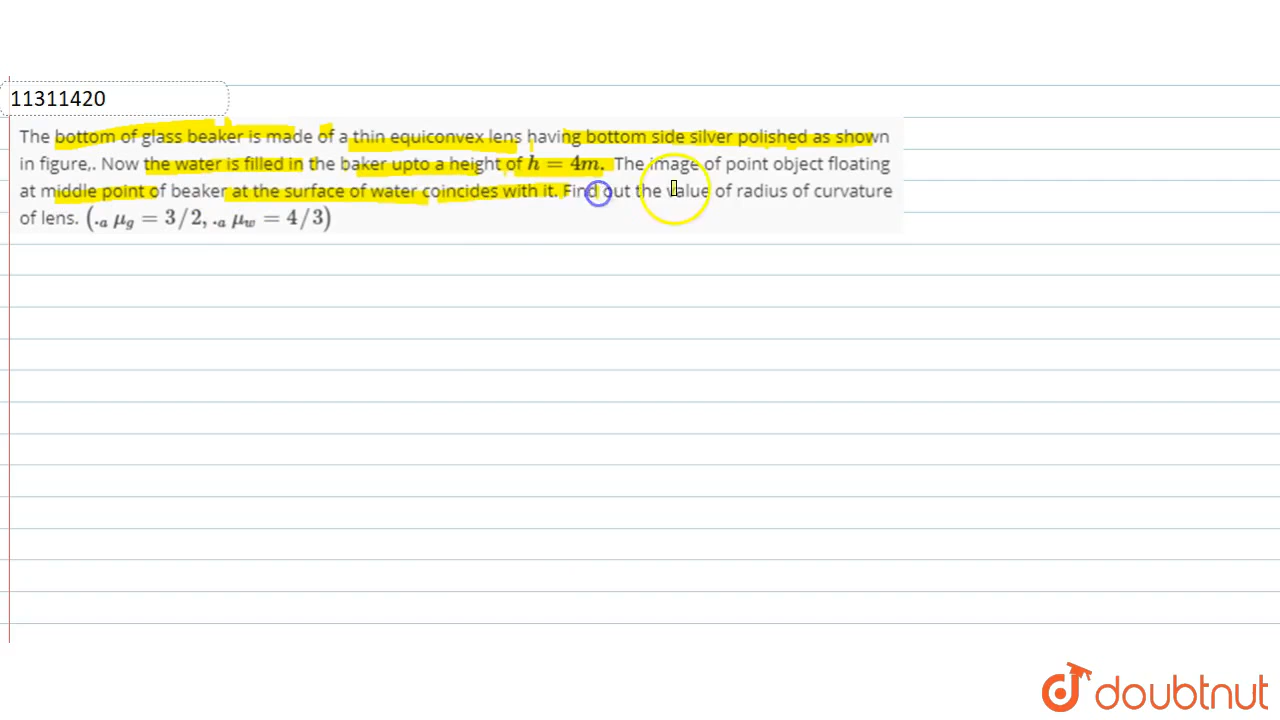 11311420
The bottom of glass beaker is made of a thin equiconvex lens having bottom side silver polished as shown
in figure,. Now the water is filled in the baker upto a height of h = 4m. The image of point object floating
at middle point of beaker at the surface of water coincides with it. Find out the value of radius of curvature
of lens. (.ₐ μ_g = 3/2, .ₐ μ_w = 4/3)
doubtnut